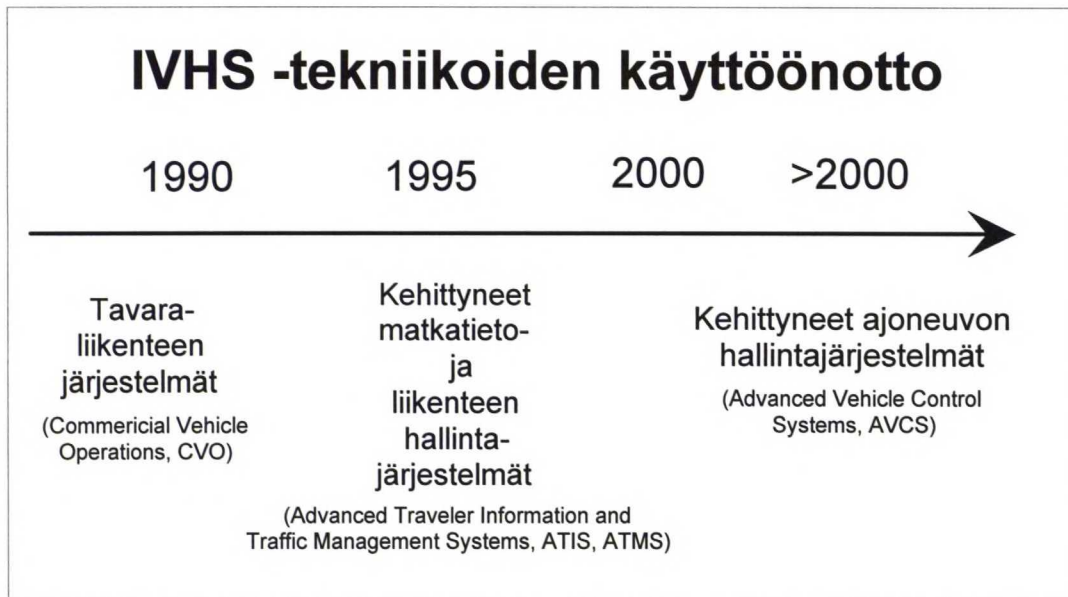 IVHS -tekniikoiden käyttöönotto
1990 1995 2000 >2000
Tavara-
liikenteen
järjestelmät
(Commericial Vehicle
Operations, CVO)
Kehittyneet
matkatieto-
ja
liikenteen
hallinta-
järjestelmät
(Advanced Traveler Information and
Traffic Management Systems, ATIS, ATMS)
Kehittyneet ajoneuvon
hallintajärjestelmät
(Advanced Vehicle Control
Systems, AVCS)